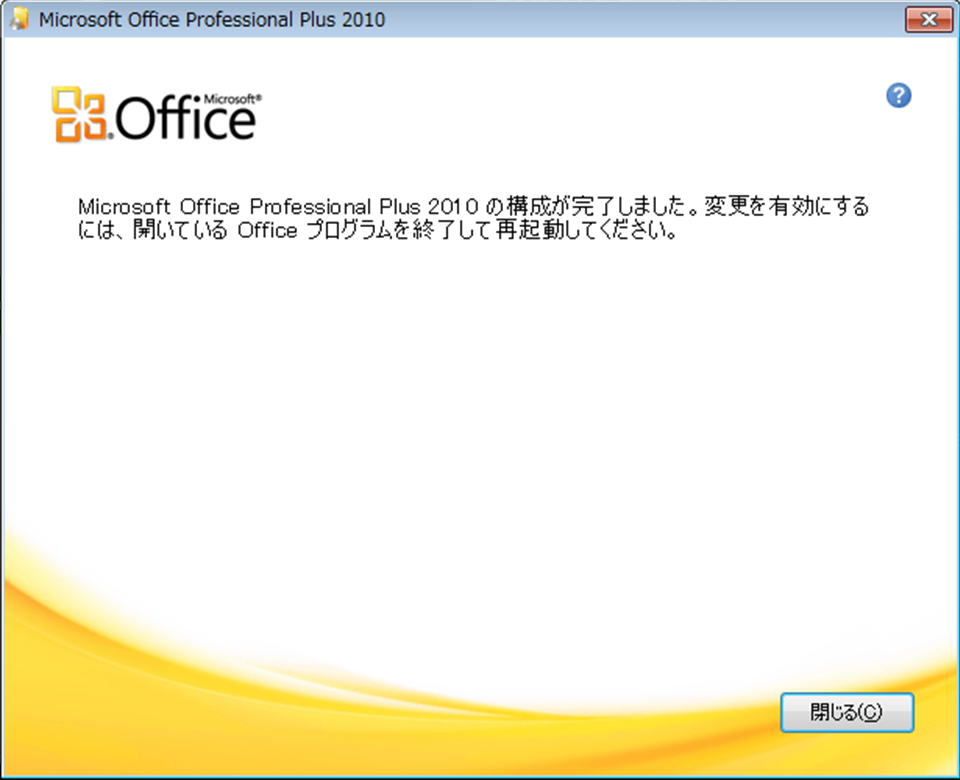 Microsoft Office Professional Plus 2010
Microsoft®
Office
?
Microsoft Office Professional Plus 2010 の構成が完了しました。変更を有効にする
には、開いている Office プログラムを終了して再起動してください。
閉じる(C)